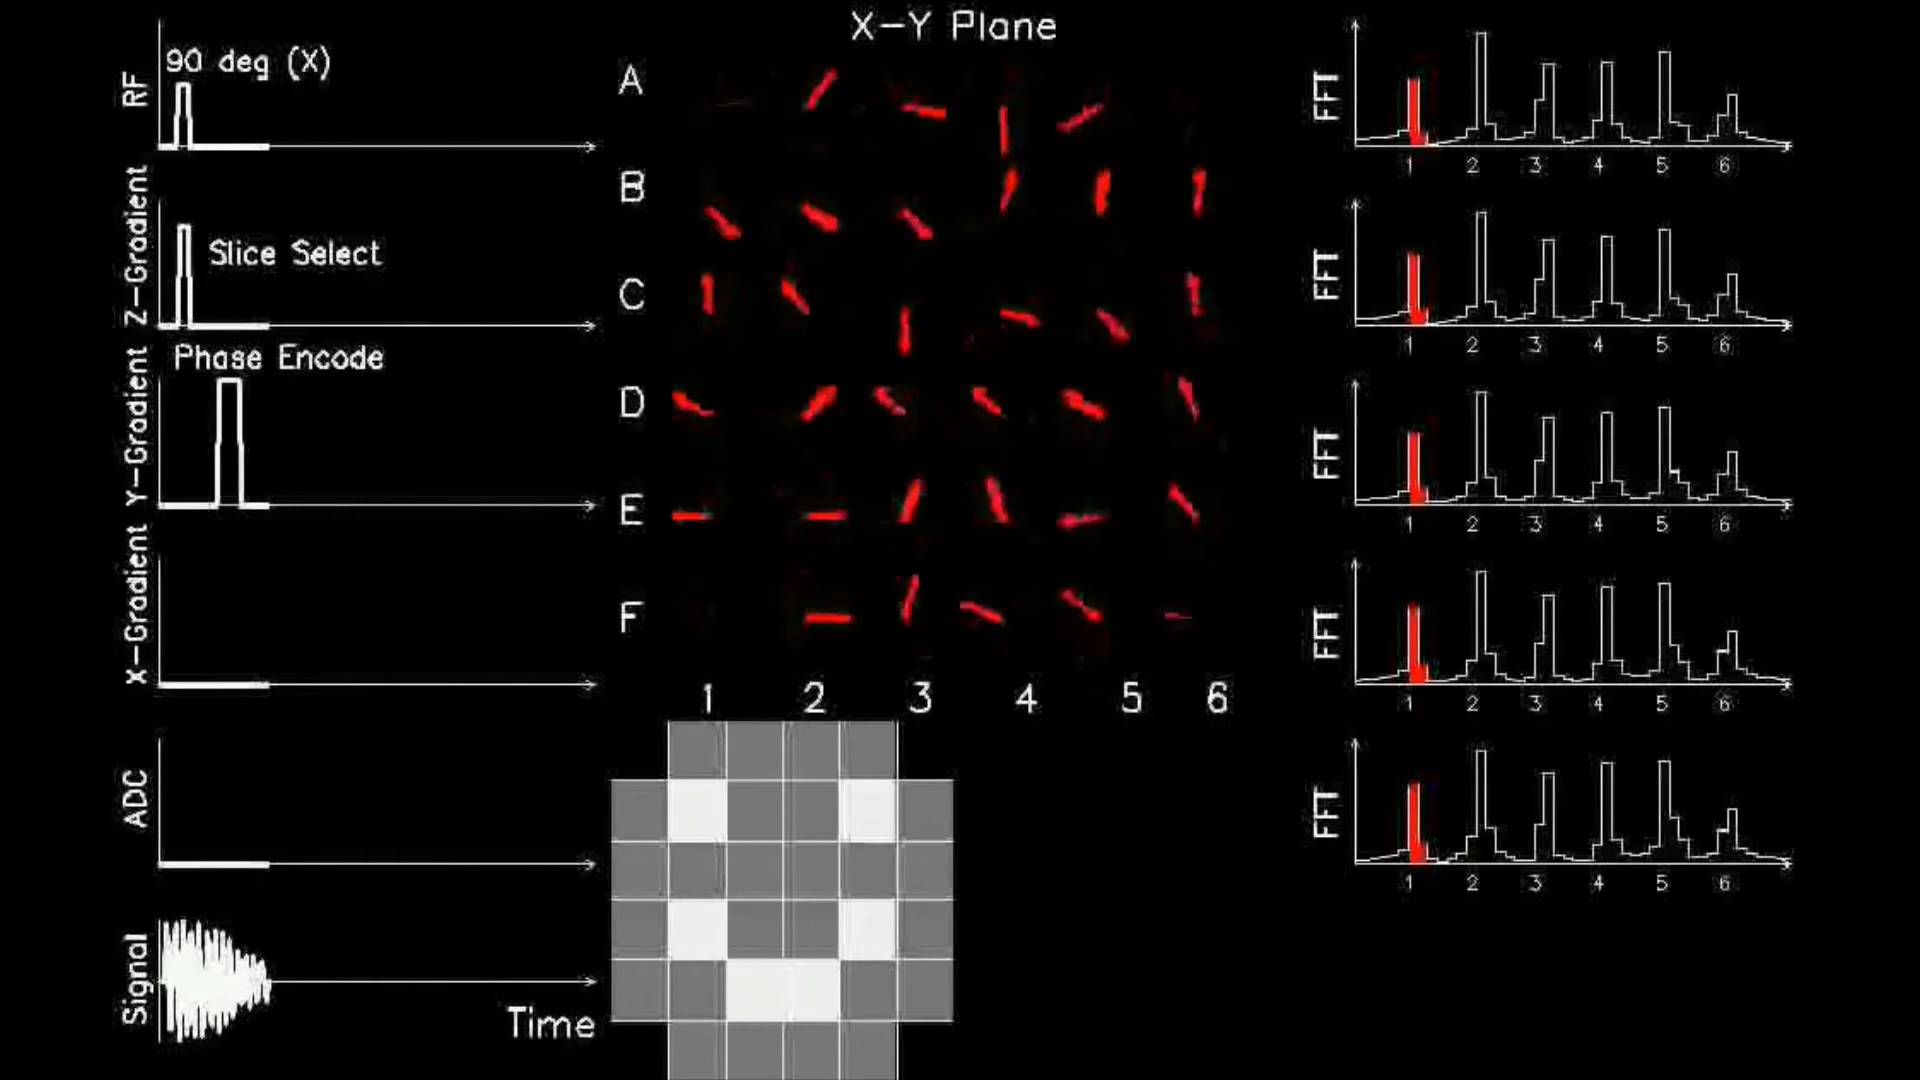 X-Y Plane
RF
90 deg (X)
Z-Gradient
Slice Select
Y-Gradient
Phase Encode
X-Gradient
ADC
Signal
Time
A
B
C
D
E
F
1 2 3 4 5 6
FFT
1 2 3 4 5 6
FFT
1 2 3 4 5 6
FFT
1 2 3 4 5 6
FFT
1 2 3 4 5 6
FFT
1 2 3 4 5 6